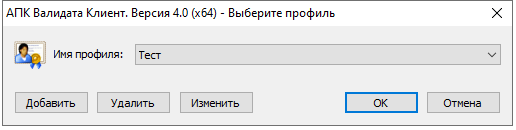 АПК Валидата Клиент. Версия 4.0 (x64) - Выберите профиль
Имя профиля: Тест
Добавить Удалить Изменить ОК Отмена